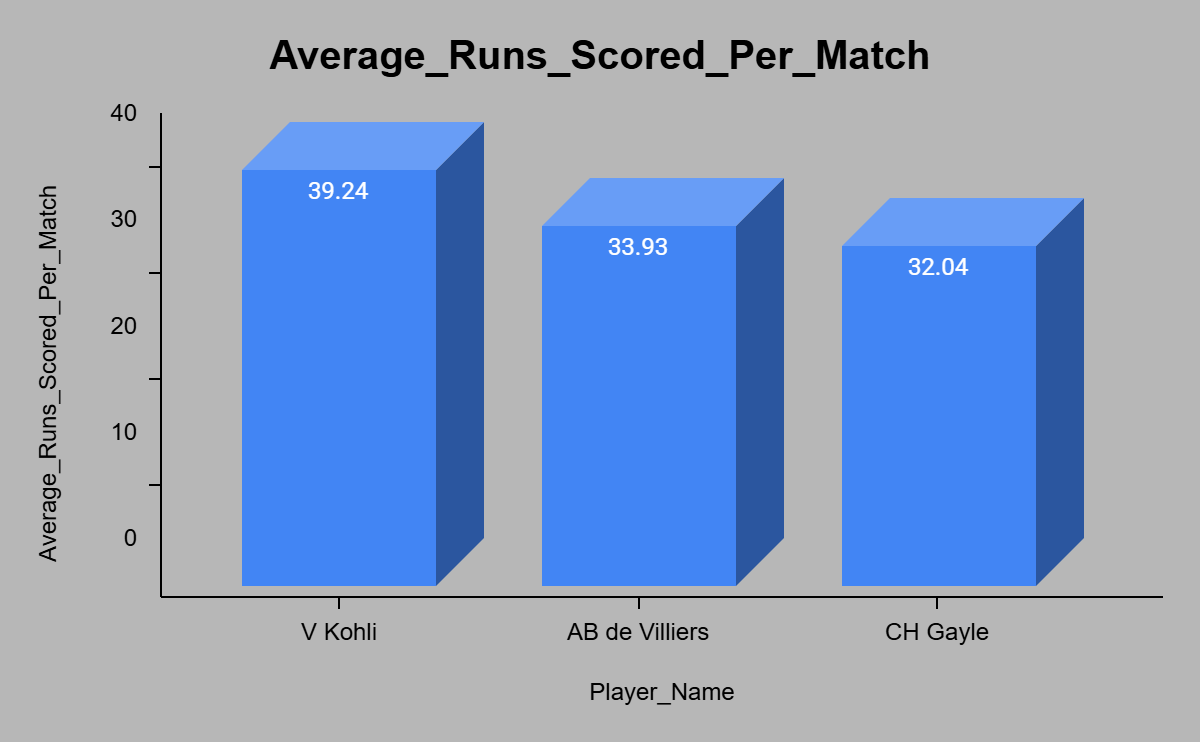 Average_Runs_Scored_Per_Match
Average_Runs_Scored_Per_Match
40
30
20
10
0
39.24
33.93
32.04
V Kohli
AB de Villiers
CH Gayle
Player_Name